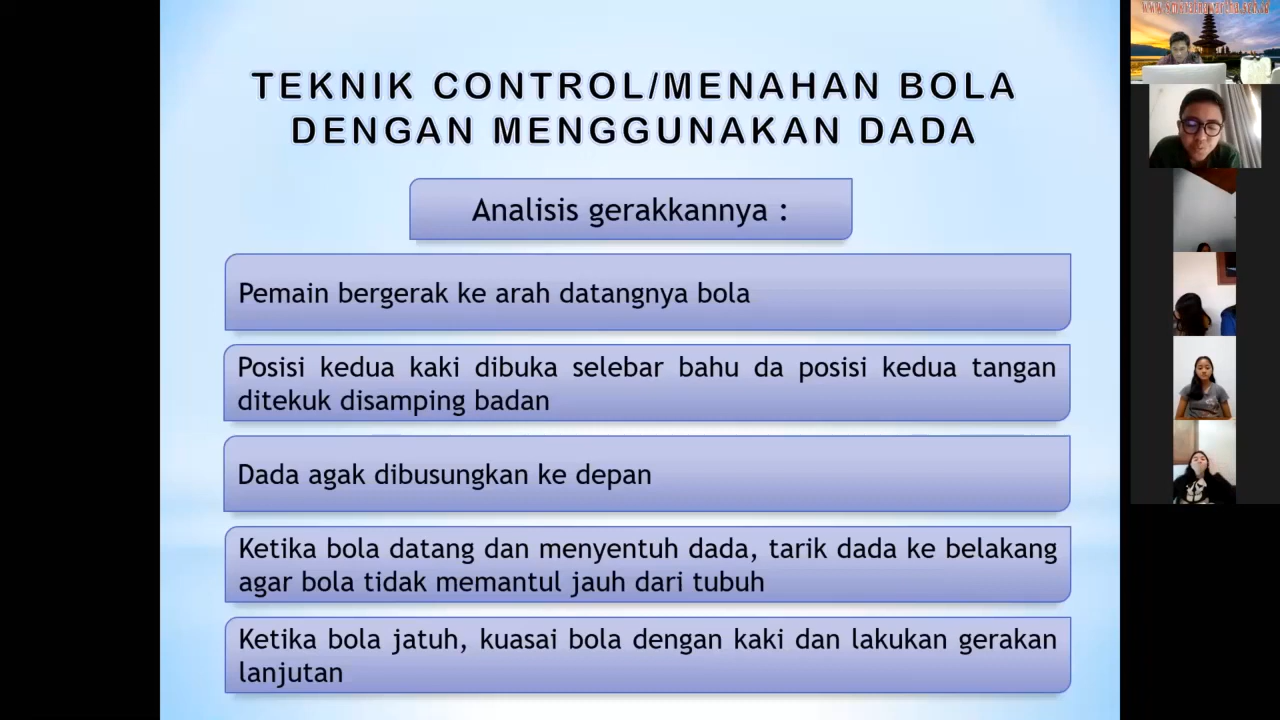 TEKNIK CONTROL/MENAHAN BOLA
DENGAN MENGGUNAKAN DADA
Analisis gerakkannya :
Pemain bergerak ke arah datangnya bola
Posisi kedua kaki dibuka selebar bahu da posisi kedua tangan
ditekuk disamping badan
Dada agak dibusungkan ke depan
Ketika bola datang dan menyentuh dada, tarik dada ke belakang
agar bola tidak memantul jauh dari tubuh
Ketika bola jatuh, kuasai bola dengan kaki dan lakukan gerakan
lanjutan